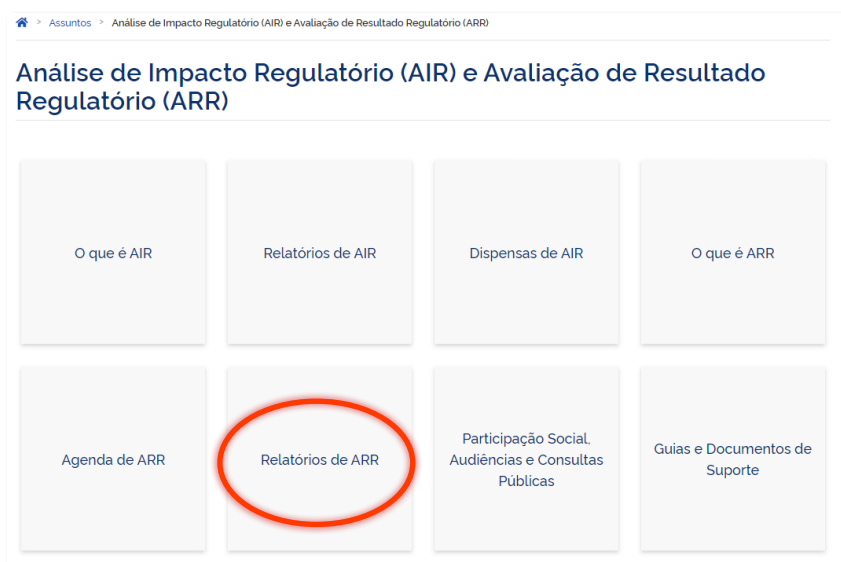 > Assuntos > Análise de Impacto Regulatório (AIR) e Avaliação de Resultado Regulatório (ARR)
Análise de Impacto Regulatório (AIR) e Avaliação de Resultado
Regulatório (ARR)
O que é AIR
Relatórios de AIR
Dispensas de AIR
O que é ARR
Agenda de ARR
Relatórios de ARR
Participação Social,
Audiências e Consultas
Públicas
Guias e Documentos de
Suporte